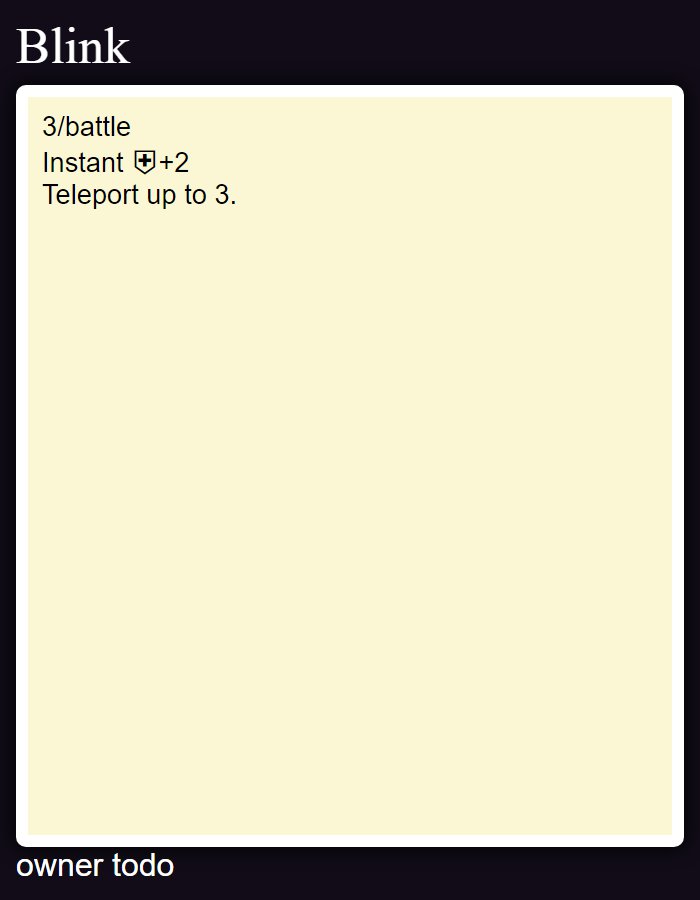 Blink
3/battle
Instant ⛨+2
Teleport up to 3.
owner todo